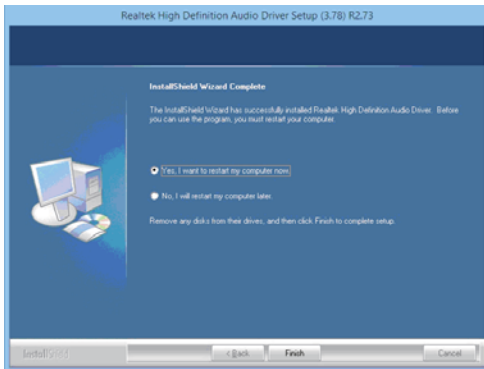 Realtek High Definition Audio Driver Setup (3.78) R2.73
InstallShield Wizard Complete
The InstallShield Wizard has successfully installed Realtek High Definition Audio Driver. Before
you can use the program, you must restart your computer.
Yes, I want to restart my computer now.
No, I will restart my computer later.
Remove any disks from their drives, and then click Finish to complete setup.
InstallShield
< Back
Finish
Cancel